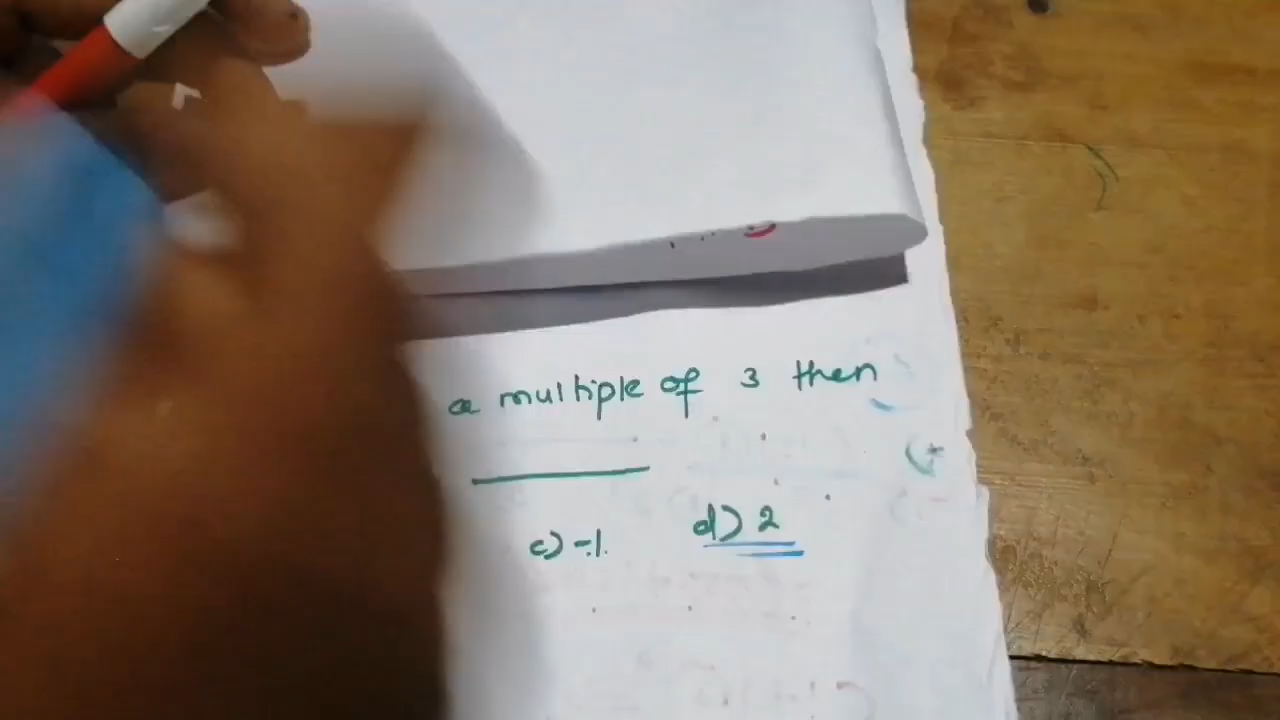 a multiple of 3 then
c) -1. d) 2